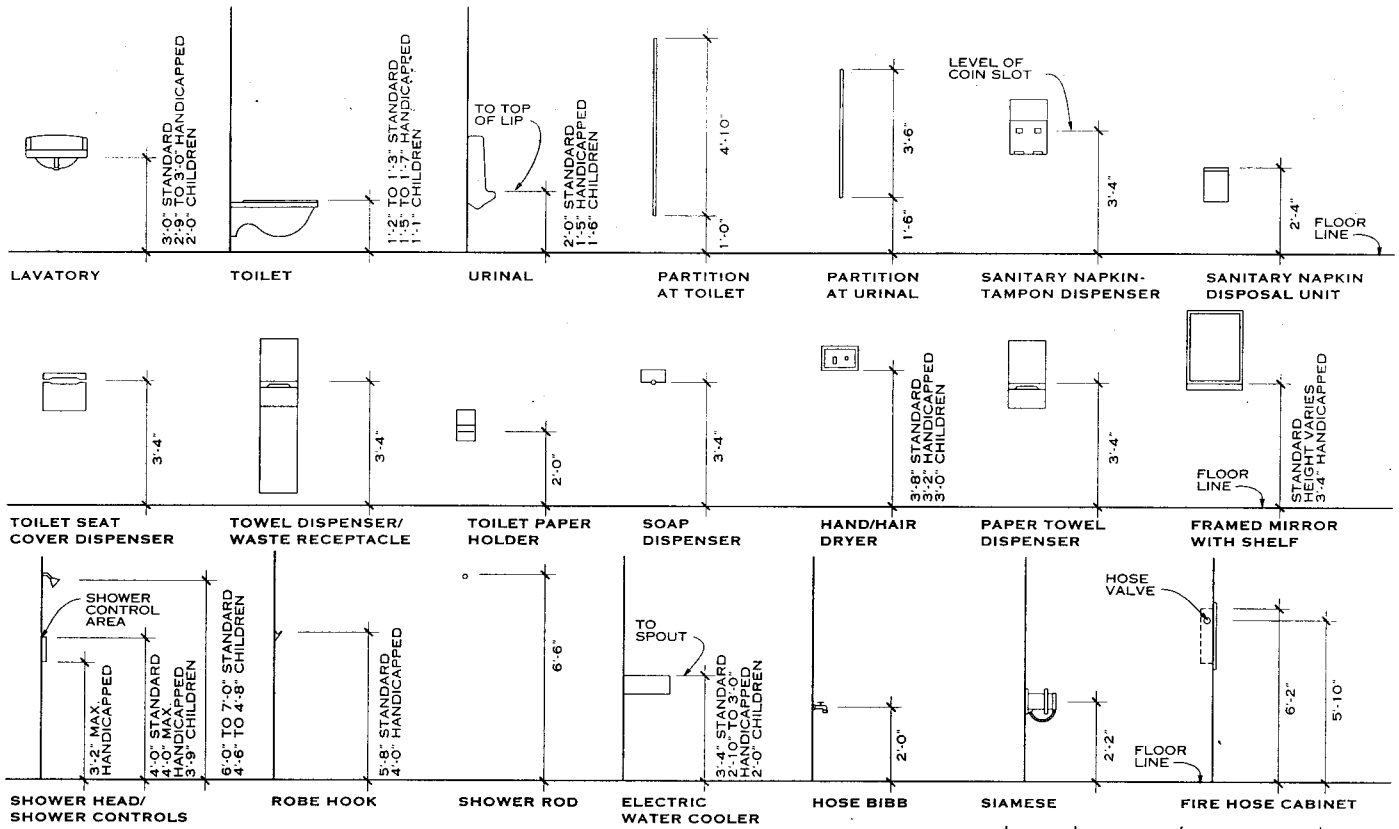 3'-0" STANDARD
2'-9" TO 3'-0" HANDICAPPED
2'-0" CHILDREN
LAVATORY
1'-2" TO 1'-3" STANDARD
1'-5" TO 1'-7" HANDICAPPED
1'-1" CHILDREN
TOILET
TO TOP
OF LIP
2'-0" STANDARD
1'-5" HANDICAPPED
1'-6" CHILDREN
URINAL
4'-10"
1'-0"
PARTITION
AT TOILET
3'-6"
1'-6"
PARTITION
AT URINAL
LEVEL OF
COIN SLOT
3'-4"
SANITARY NAPKIN-
TAMPON DISPENSER
2'-4"
FLOOR
LINE
SANITARY NAPKIN
DISPOSAL UNIT
3'-4"
TOILET SEAT
COVER DISPENSER
3'-4"
TOWEL DISPENSER/
WASTE RECEPTACLE
2'-0"
TOILET PAPER
HOLDER
3'-4"
SOAP
DISPENSER
3'-8" STANDARD
3'-2" HANDICAPPED
3'-0" CHILDREN
HAND/HAIR
DRYER
3'-4"
PAPER TOWEL
DISPENSER
FLOOR
LINE
STANDARD
HEIGHT VARIES
3'-4" HANDICAPPED
FRAMED MIRROR
WITH SHELF
SHOWER
CONTROL
AREA
3'-2" MAX.
HANDICAPPED
4'-0" STANDARD
4'-0" MAX.
HANDICAPPED
3'-9" CHILDREN
6'-0" TO 7'-0" STANDARD
4'-6" TO 4'-8" CHILDREN
SHOWER HEAD/
SHOWER CONTROLS
5'-8" STANDARD
4'-0" HANDICAPPED
ROBE HOOK
6'-6"
SHOWER ROD
TO
SPOUT
3'-4" STANDARD
2'-10" TO 3'-0"
HANDICAPPED
2'-0" CHILDREN
ELECTRIC
WATER COOLER
2'-0"
HOSE BIBB
2'-2"
SIAMESE
HOSE
VALVE
6'-2"
5'-10"
FLOOR
LINE
FIRE HOSE CABINET